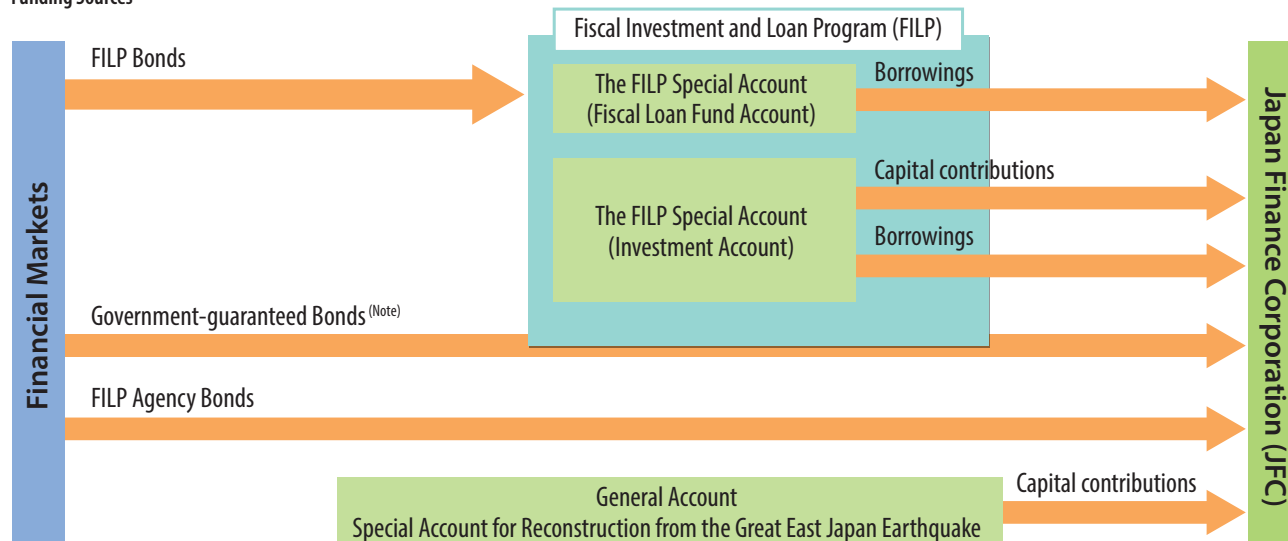 Funding Sources
Fiscal Investment and Loan Program (FILP)
FILP Bonds
The FILP Special Account
(Fiscal Loan Fund Account)
Borrowings
Capital contributions
The FILP Special Account
(Investment Account)
Borrowings
Government-guaranteed Bonds (Note)
FILP Agency Bonds
General Account
Special Account for Reconstruction from the Great East Japan Earthquake
Capital contributions
Financial Markets
Japan Finance Corporation (JFC)